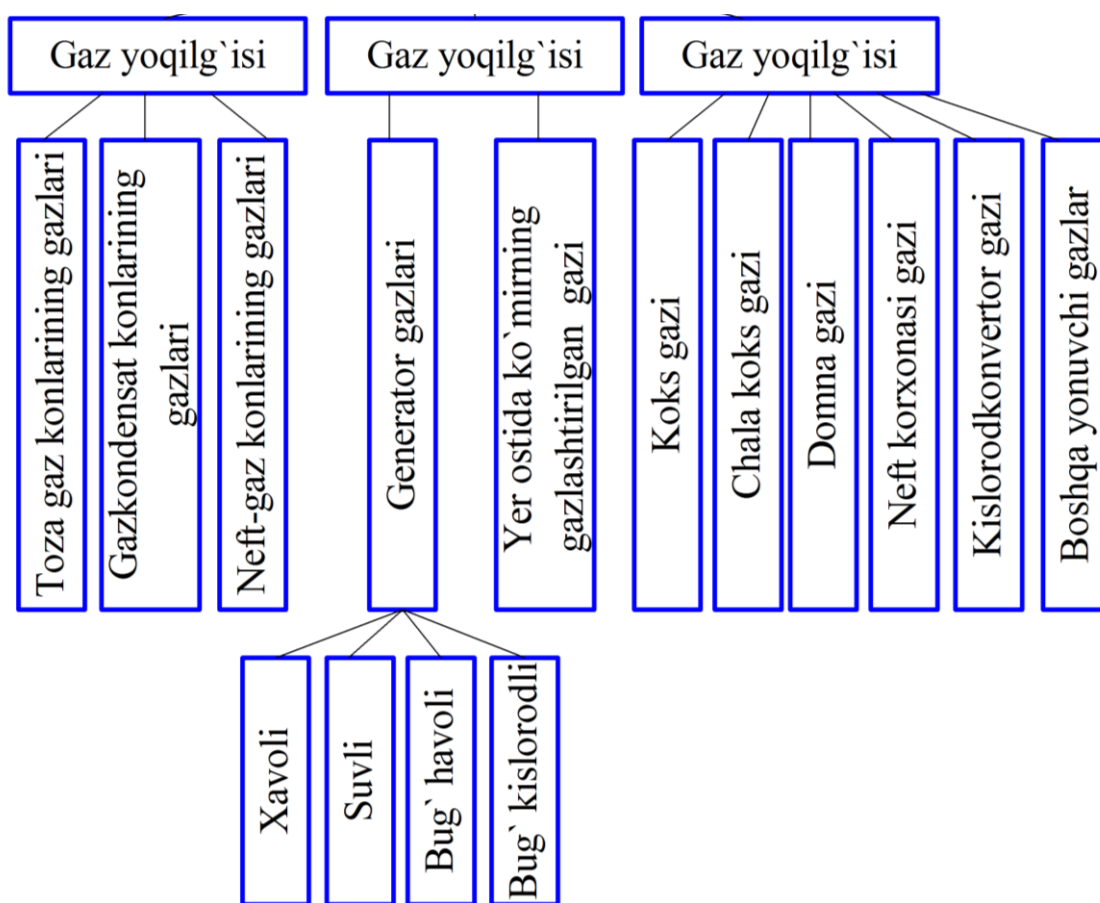 Gaz yoqilg`isi
Gaz yoqilg`isi
Gaz yoqilg`isi
Toza gaz konlarining gazlari
Gazkondensat konlarining
gazlari
Neft-gaz konlarining gazlari
Generator gazlari
Yer ostida ko`mirning
gazlashtirilgan gazi
Koks gazi
Chala koks gazi
Domna gazi
Neft korxonasi gazi
Kislorodkonvertor gazi
Boshqa yonuvchi gazlar
Xavoli
Suvli
Bug` havoli
Bug` kislorodli